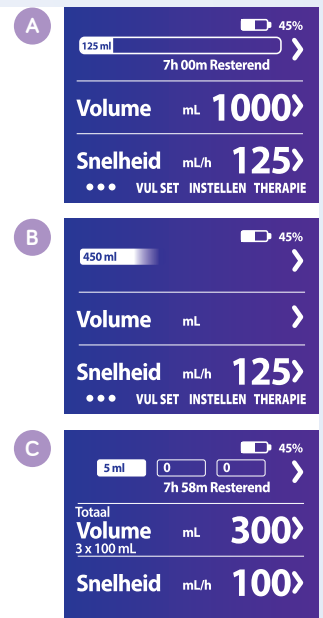 A
45%
125 ml
7h 00m Resterend
Volume mL 1000
Snelheid mL/h 125
••• VUL SET INSTELLEN THERAPIE
B
45%
450 ml
Volume mL
Snelheid mL/h 125
••• VUL SET INSTELLEN THERAPIE
C
45%
5 ml 0 0
7h 58m Resterend
Totaal
Volume mL 300
3 x 100 mL
Snelheid mL/h 100